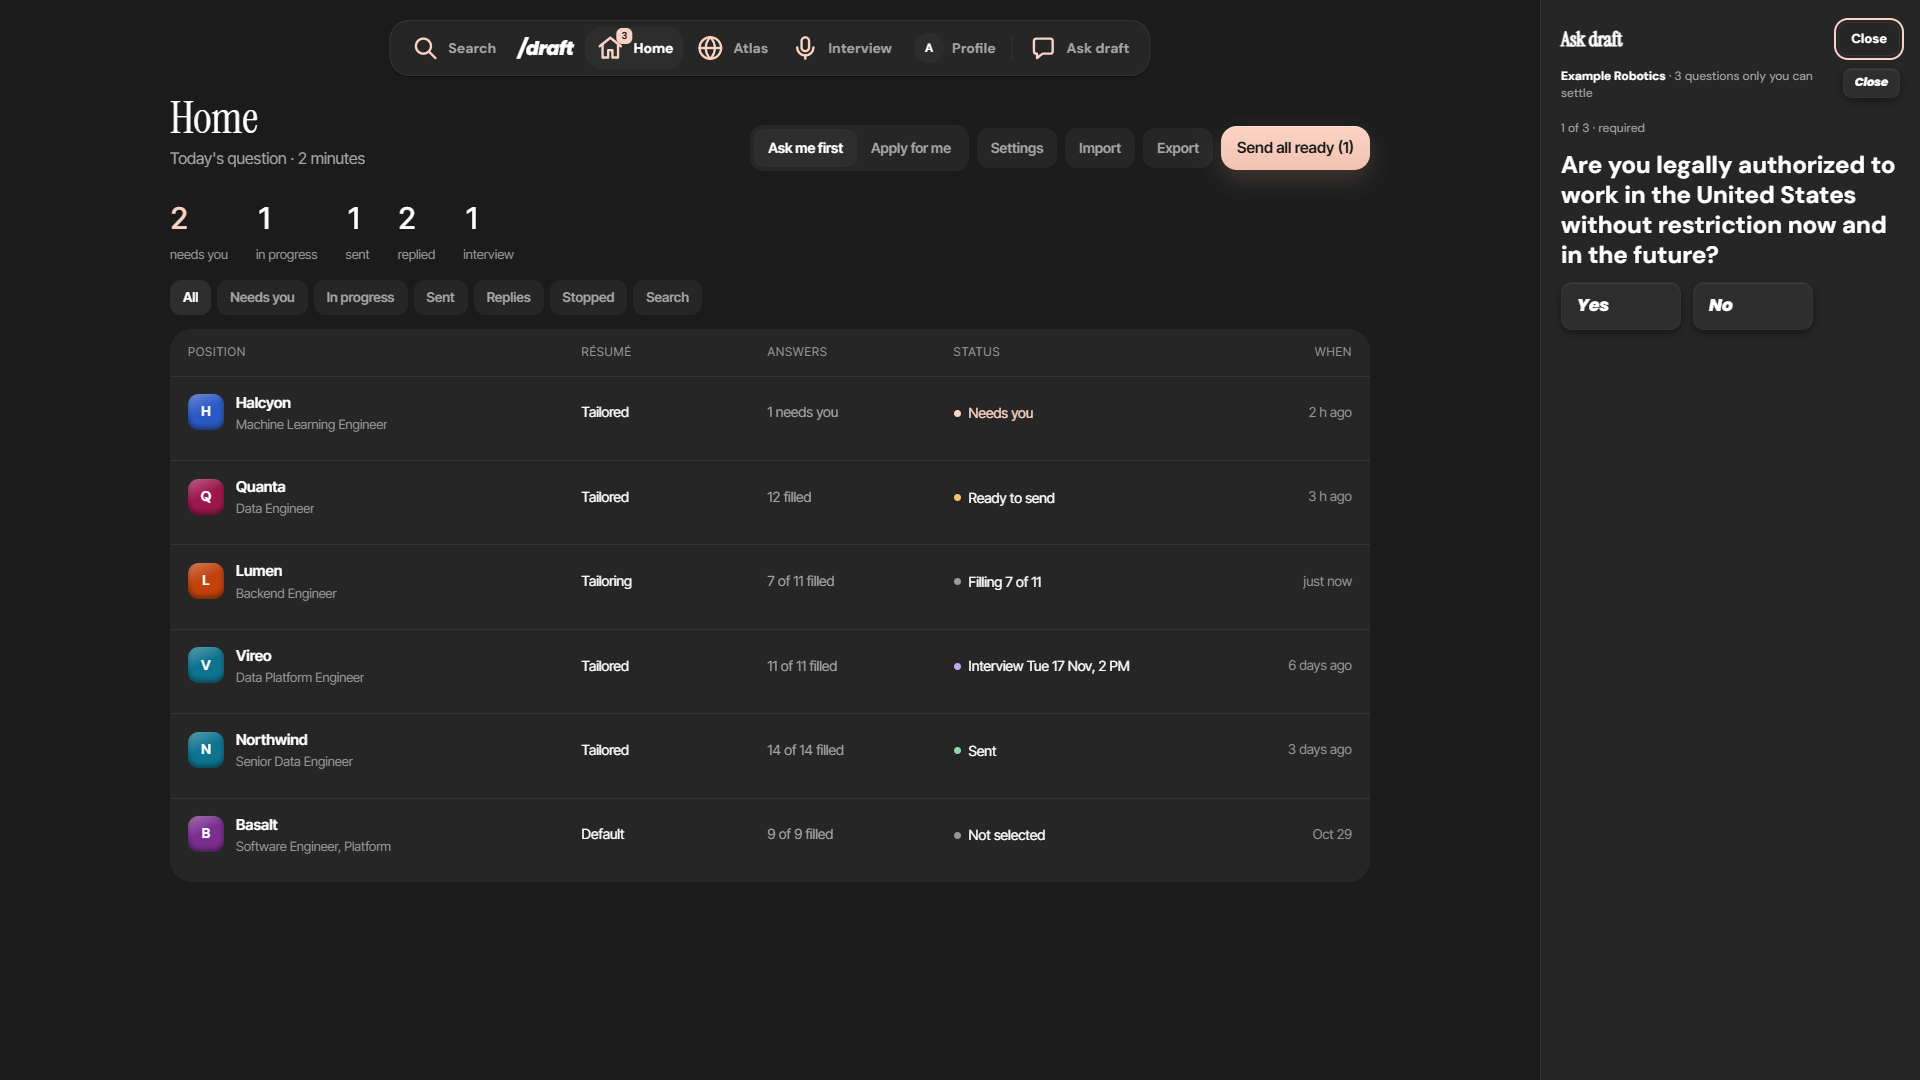 Search
/draft
3
Home
Atlas
Interview
A
Profile
Ask draft
Home
Today's question · 2 minutes
Ask me first
Apply for me
Settings
Import
Export
Send all ready (1)
2
needs you
1
in progress
1
sent
2
replied
1
interview
All
Needs you
In progress
Sent
Replies
Stopped
Search
POSITION
RÉSUMÉ
ANSWERS
STATUS
WHEN
H
Halcyon
Machine Learning Engineer
Tailored
1 needs you
Needs you
2 h ago
Q
Quanta
Data Engineer
Tailored
12 filled
Ready to send
3 h ago
L
Lumen
Backend Engineer
Tailoring
7 of 11 filled
Filling 7 of 11
just now
V
Vireo
Data Platform Engineer
Tailored
11 of 11 filled
Interview Tue 17 Nov, 2 PM
6 days ago
N
Northwind
Senior Data Engineer
Tailored
14 of 14 filled
Sent
3 days ago
B
Basalt
Software Engineer, Platform
Default
9 of 9 filled
Not selected
Oct 29
Ask draft
Close
Example Robotics · 3 questions only you can
settle
Close
1 of 3 · required
Are you legally authorized to
work in the United States
without restriction now and
in the future?
Yes
No